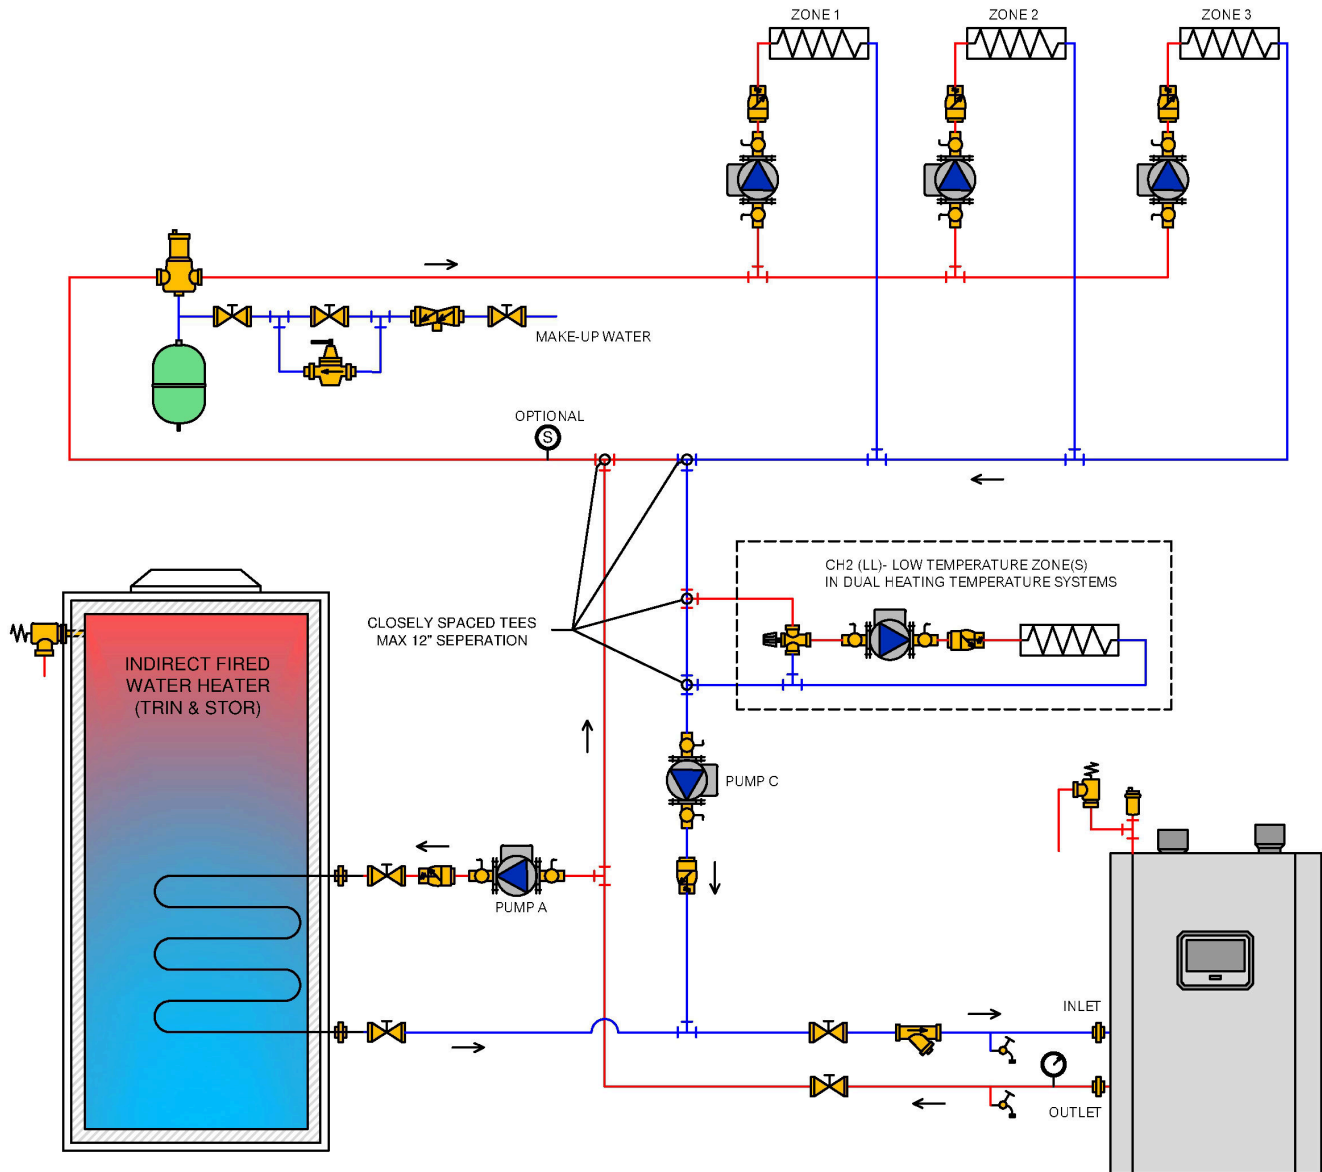 ZONE 1
ZONE 2
ZONE 3
MAKE-UP WATER
OPTIONAL
S
CH2 (LL)- LOW TEMPERATURE ZONE(S)
IN DUAL HEATING TEMPERATURE SYSTEMS
CLOSELY SPACED TEES
MAX 12" SEPERATION
INDIRECT FIRED
WATER HEATER
(TRIN & STOR)
PUMP C
PUMP A
INLET
OUTLET